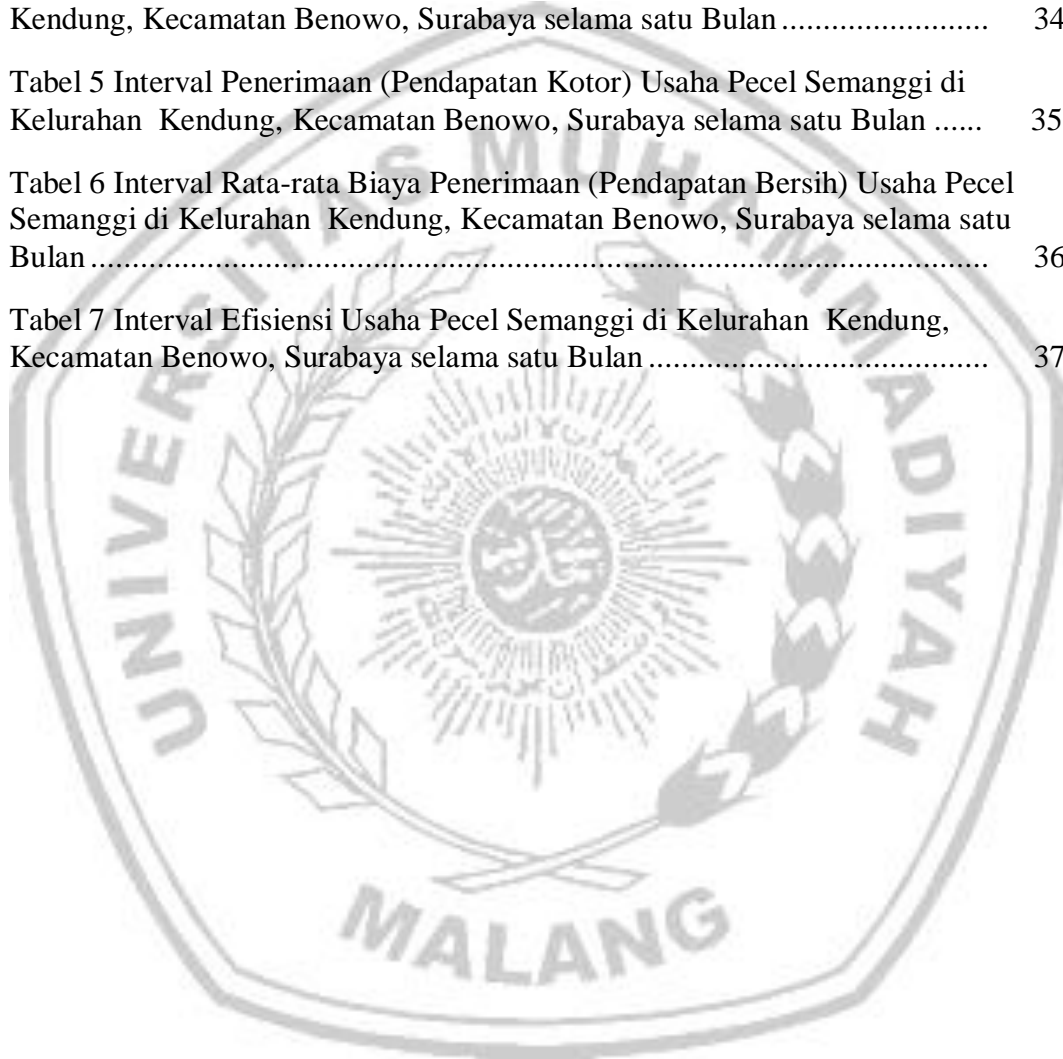 Kendung, Kecamatan Benowo, Surabaya selama satu Bulan ......................... 34
Tabel 5 Interval Penerimaan (Pendapatan Kotor) Usaha Pecel Semanggi di
Kelurahan Kendung, Kecamatan Benowo, Surabaya selama satu Bulan ...... 35
Tabel 6 Interval Rata-rata Biaya Penerimaan (Pendapatan Bersih) Usaha Pecel
Semanggi di Kelurahan Kendung, Kecamatan Benowo, Surabaya selama satu
Bulan ............................................................................................................. 36
Tabel 7 Interval Efisiensi Usaha Pecel Semanggi di Kelurahan Kendung,
Kecamatan Benowo, Surabaya selama satu Bulan ......................................... 37
UNIVERSITAS MUHAMMADIYAH
MALANG